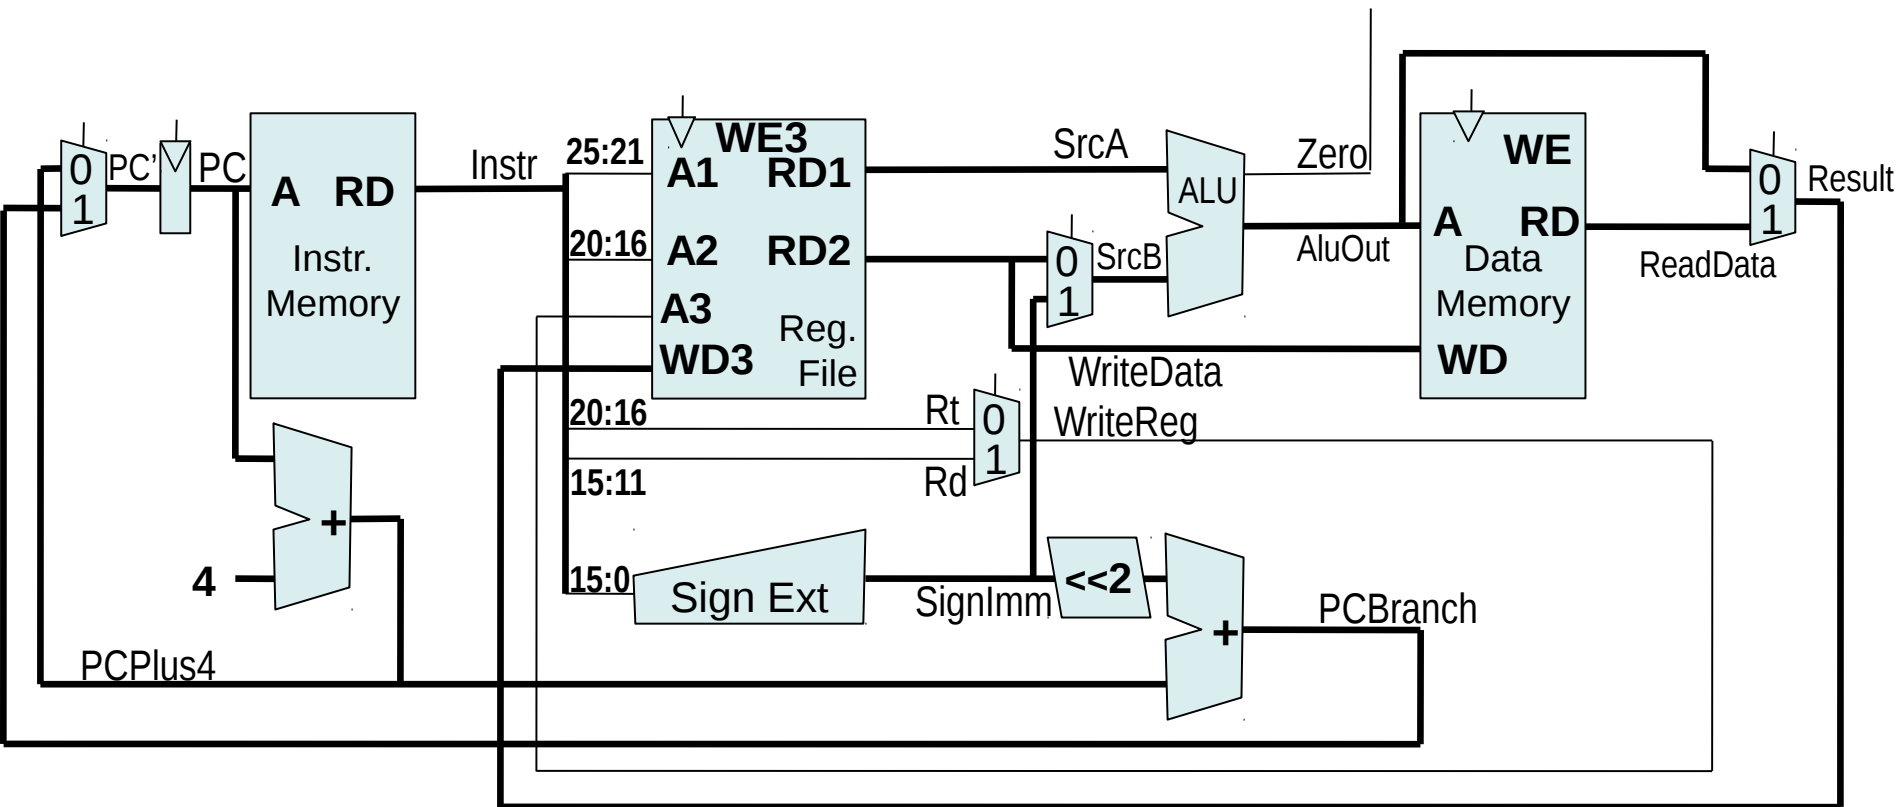 0
1
PC’
PC
A RD
Instr.
Memory
Instr
25:21
20:16
WE3
A1 RD1
A2 RD2
A3
Reg.
WD3
File
SrcA
0
1
SrcB
ALU
Zero
AluOut
WE
A RD
Data
Memory
WD
ReadData
0
1
Result
WriteData
20:16
Rt
0
1
WriteReg
15:11
Rd
+
4
15:0
Sign Ext
SignImm
<<2
+
PCBranch
PCPlus4